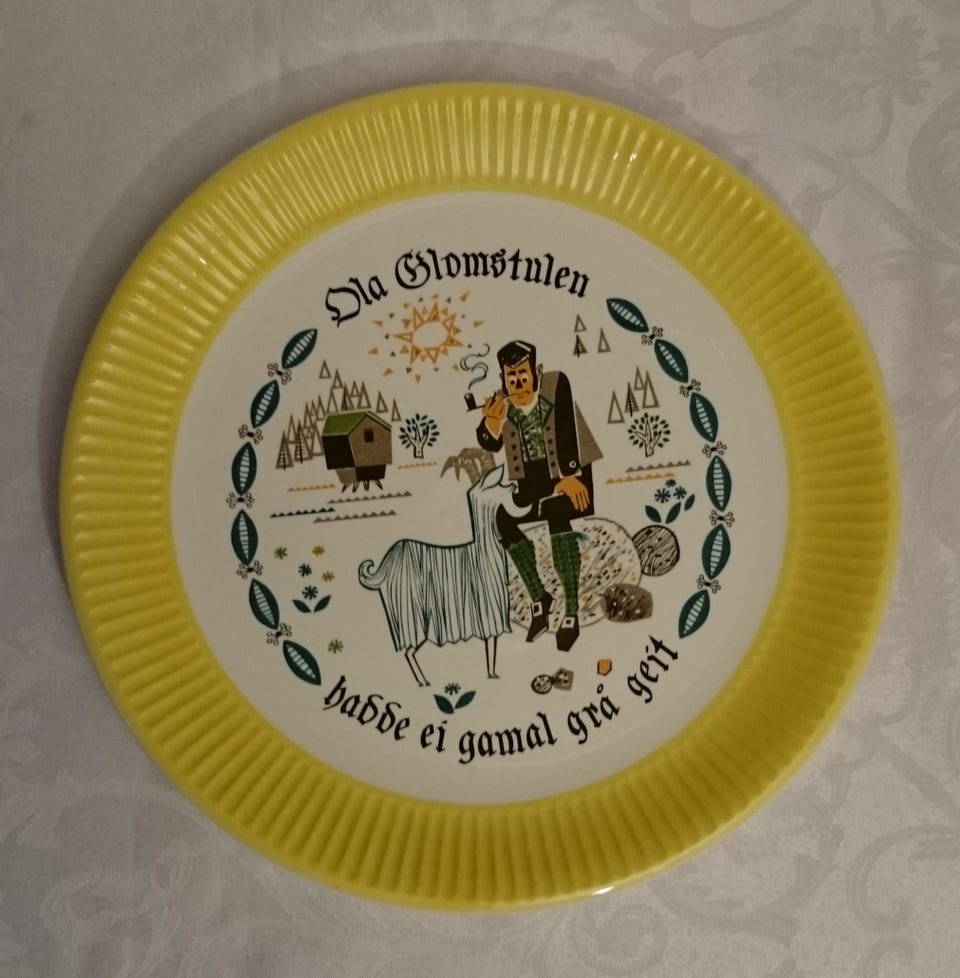 Ola Glomstulen
hadde ei gamal grå geit